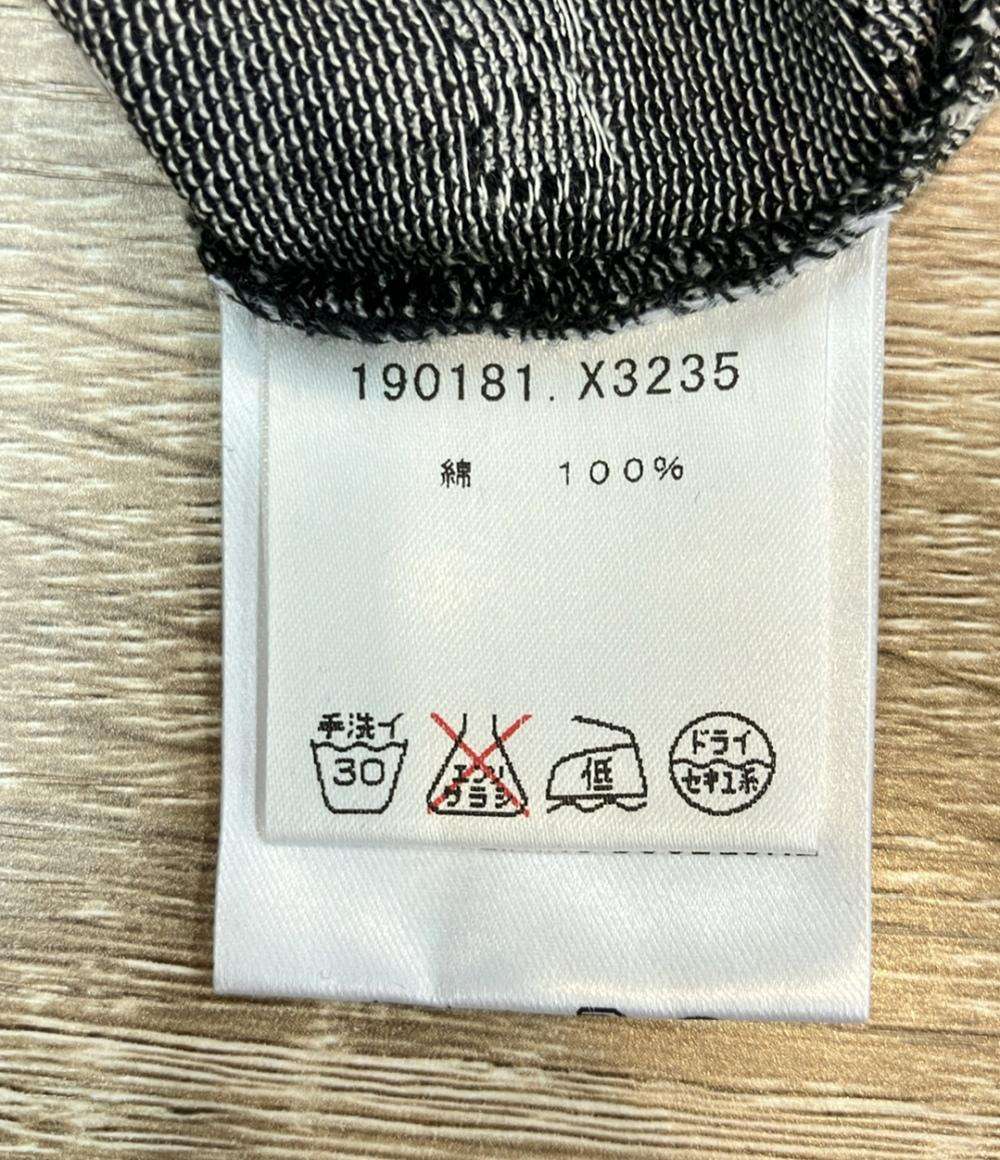 190181. X3235
綿 100%
手洗イ
30
エンソ
サラシ
低
ドライ
セキユ系